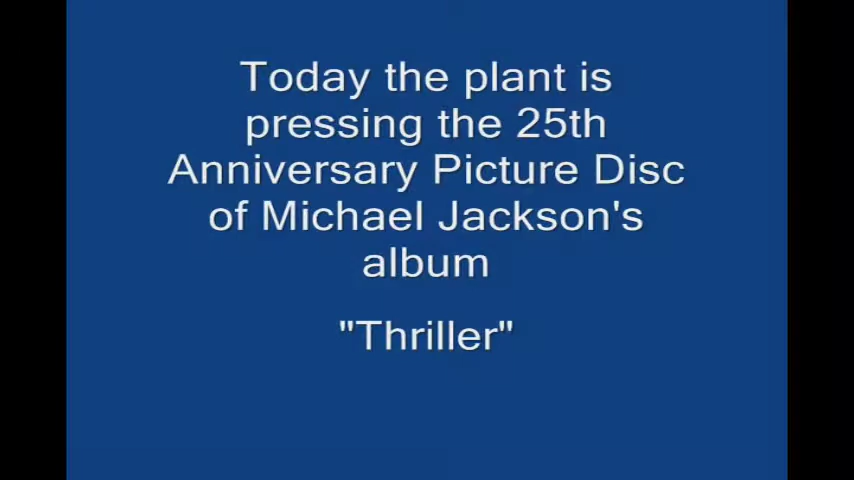 Today the plant is
pressing the 25th
Anniversary Picture Disc
of Michael Jackson's
album
"Thriller"